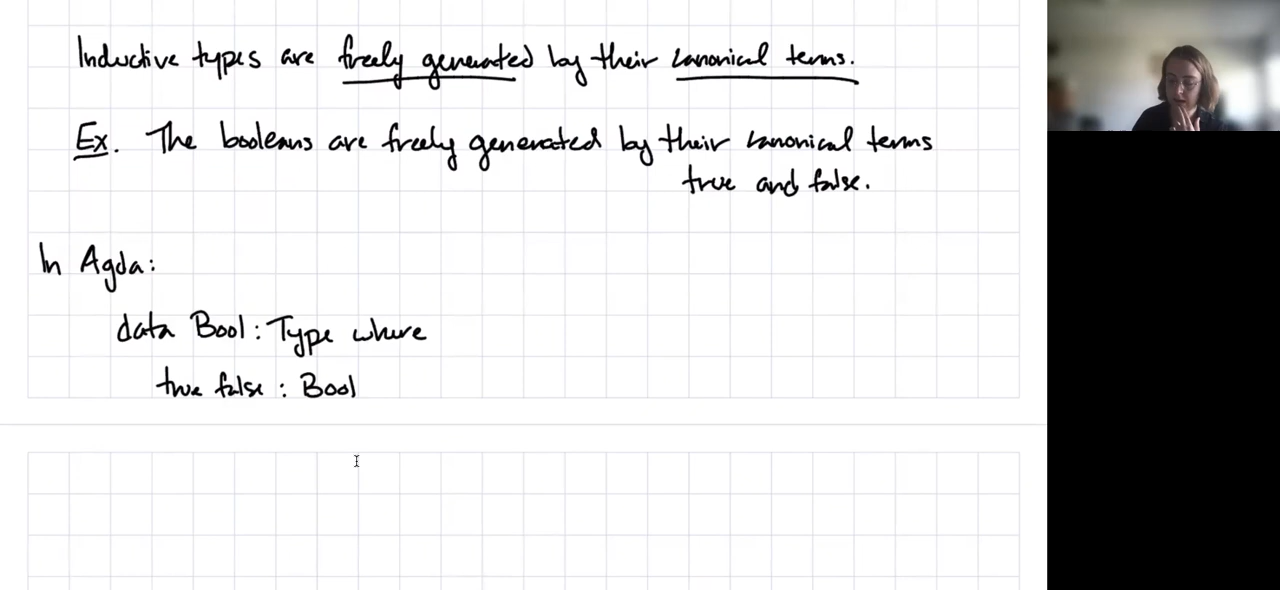 Inductive types are freely generated by their canonical terms.
Ex. The booleans are freely generated by their canonical terms
true and false.
In Agda:
data Bool : Type where
true false : Bool